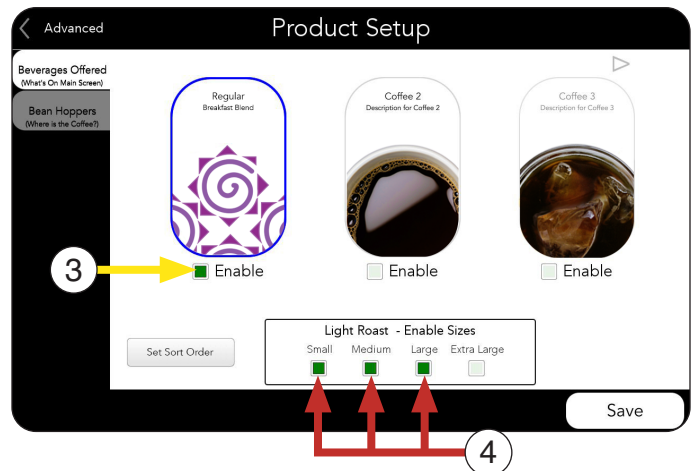 Advanced
Product Setup
Beverages Offered
(What's On Main Screen)
Bean Hoppers
(Where is the Coffee?)
Regular
Breakfast Blend
Coffee 2
Description for Coffee 2
Coffee 3
Description for Coffee 3
3
Enable
Enable
Enable
Set Sort Order
Light Roast - Enable Sizes
Small Medium Large Extra Large
Save
4